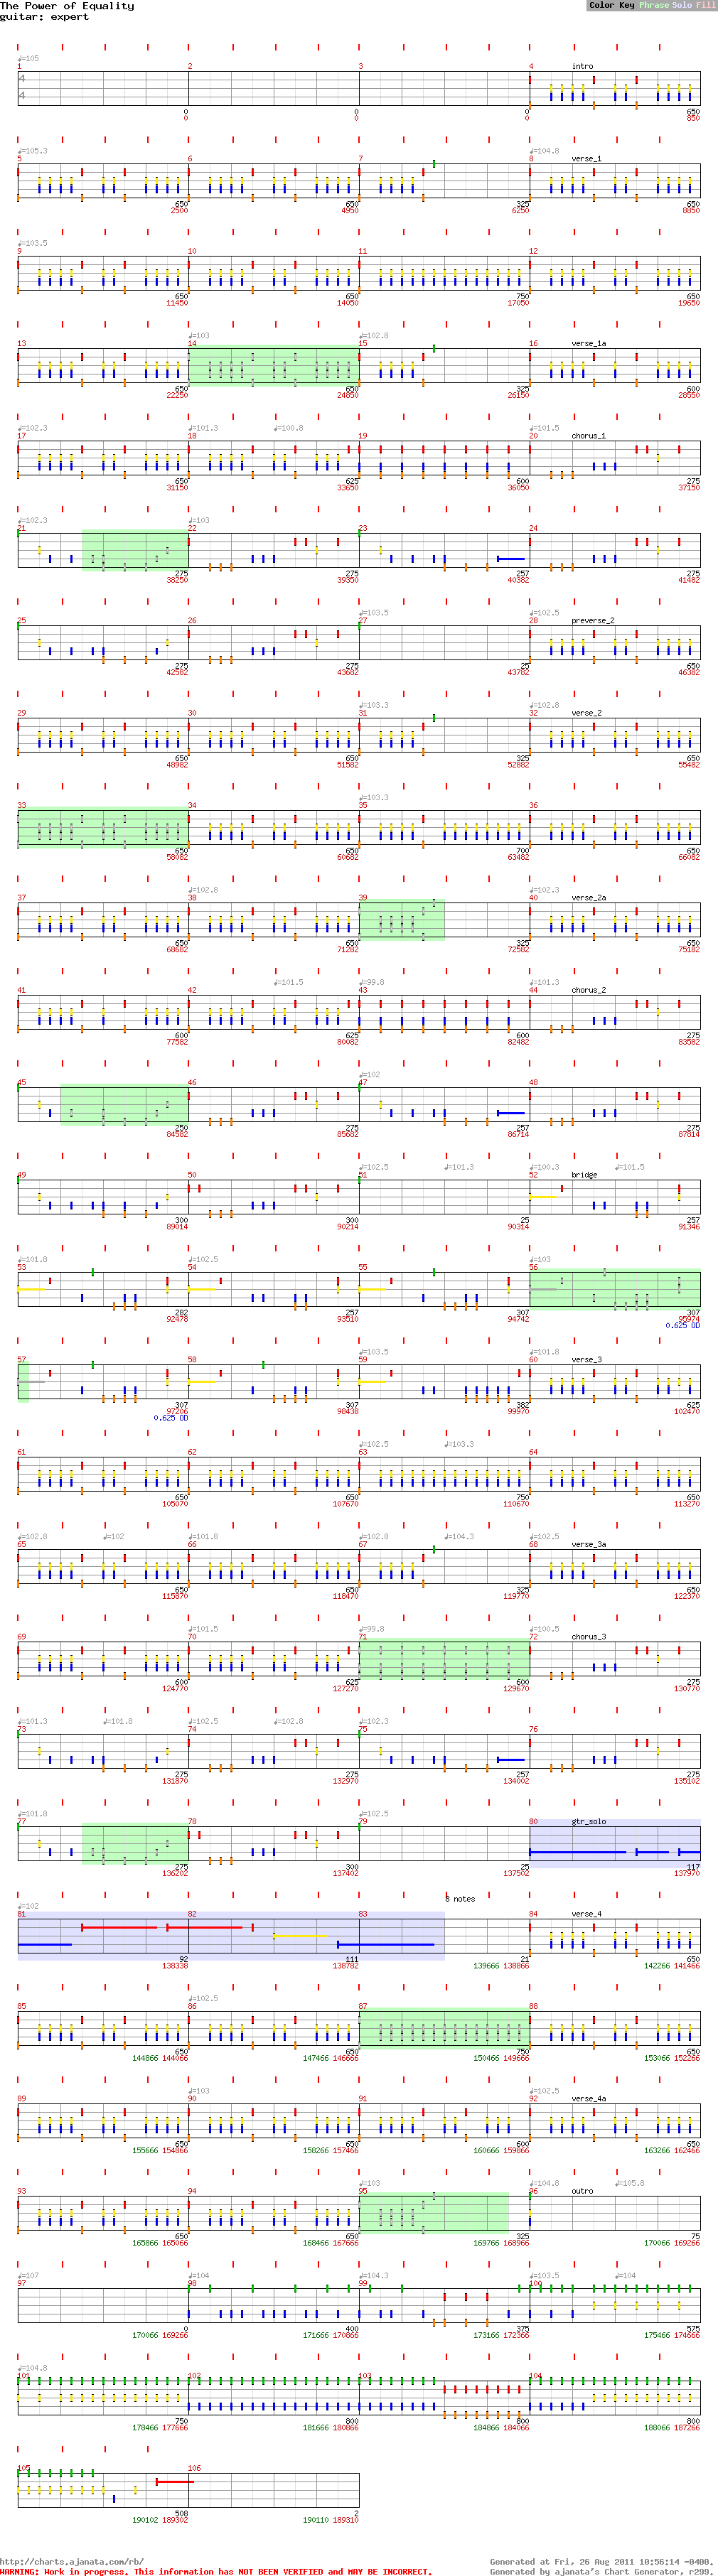 The Power of Equality
guitar: expert
Color Key Phrase Solo Fill
♩=105
1 2 3 4 intro
4
4
0 0 0 650
0 0 0 850
♩=105.3 ♩=104.8
5 6 7 8 verse_1
650 650 325 650
2500 4950 6250 8850
♩=103.5
9 10 11 12
650 650 750 650
11450 14050 17050 19650
♩=103 ♩=102.8
13 14 15 16 verse_1a
650 650 325 600
22250 24850 26150 28550
♩=102.3 ♩=101.3 ♩=100.8 ♩=101.5
17 18 19 20 chorus_1
650 625 600 275
31150 33650 36050 37150
♩=102.3 ♩=103
21 22 23 24
275 275 257 275
38250 39350 40382 41482
♩=103.5 ♩=102.5
25 26 27 28 preverse_2
275 275 25 650
42582 43682 43782 46382
♩=103.3 ♩=102.8
29 30 31 32 verse_2
650 650 325 650
48982 51582 52882 55482
♩=103.3
33 34 35 36
650 650 700 650
58082 60682 63482 66082
♩=102.8 ♩=102.3
37 38 39 40 verse_2a
650 650 325 650
68682 71282 72582 75182
♩=101.5 ♩=99.8 ♩=101.3
41 42 43 44 chorus_2
600 625 600 275
77582 80082 82482 83582
♩=102
45 46 47 48
250 275 257 275
84582 85682 86714 87814
♩=102.5 ♩=101.3 ♩=100.3 ♩=101.5
49 50 51 52 bridge
300 300 25 257
89014 90214 90314 91346
♩=101.8 ♩=102.5 ♩=103
53 54 55 56
282 257 307 307
92478 93510 94742 95974
0.625 OD
♩=103.5 ♩=101.8
57 58 59 60 verse_3
307 307 382 625
97206 98438 99970 102470
0.625 OD
♩=102.5 ♩=103.3
61 62 63 64
650 650 750 650
105070 107670 110670 113270
♩=102.8 ♩=102 ♩=101.8 ♩=102.8 ♩=104.3 ♩=102.5
65 66 67 68 verse_3a
650 650 325 650
115870 118470 119770 122370
♩=101.5 ♩=99.8 ♩=100.5
69 70 71 72 chorus_3
600 625 600 275
124770 127270 129670 130770
♩=101.3 ♩=101.8 ♩=102.5 ♩=102.8 ♩=102.3
73 74 75 76
275 275 257 275
131870 132970 134002 135102
♩=101.8 ♩=102.5
77 78 79 80 gtr_solo
275 300 25 117
136202 137402 137502 137970
8 notes
♩=102
81 82 83 84 verse_4
92 111 21 650
138338 138782 139666 138866 142266 141466
♩=102.5
85 86 87 88
650 650 750 650
144866 144066 147466 146666 150466 149666 153066 152266
♩=103 ♩=102.5
89 90 91 92 verse_4a
650 650 600 650
155666 154866 158266 157466 160666 159866 163266 162466
♩=103 ♩=104.8 ♩=105.8
93 94 95 96 outro
650 650 325 75
165866 165066 168466 167666 169766 168966 170066 169266
♩=107 ♩=104 ♩=104.3 ♩=103.5 ♩=104
97 98 99 100
0 400 375 575
170066 169266 171666 170866 173166 172366 175466 174666
♩=104.8
101 102 103 104
750 800 800 800
178466 177666 181666 180866 184866 184066 188066 187266
105 106
508 2
190102 189302 190110 189310
http://charts.ajanata.com/rb/ Generated at Fri, 26 Aug 2011 10:56:14 -0400.
WARNING: Work in progress. This information has NOT BEEN VERIFIED and MAY BE INCORRECT. Generated by ajanata's Chart Generator, r299.